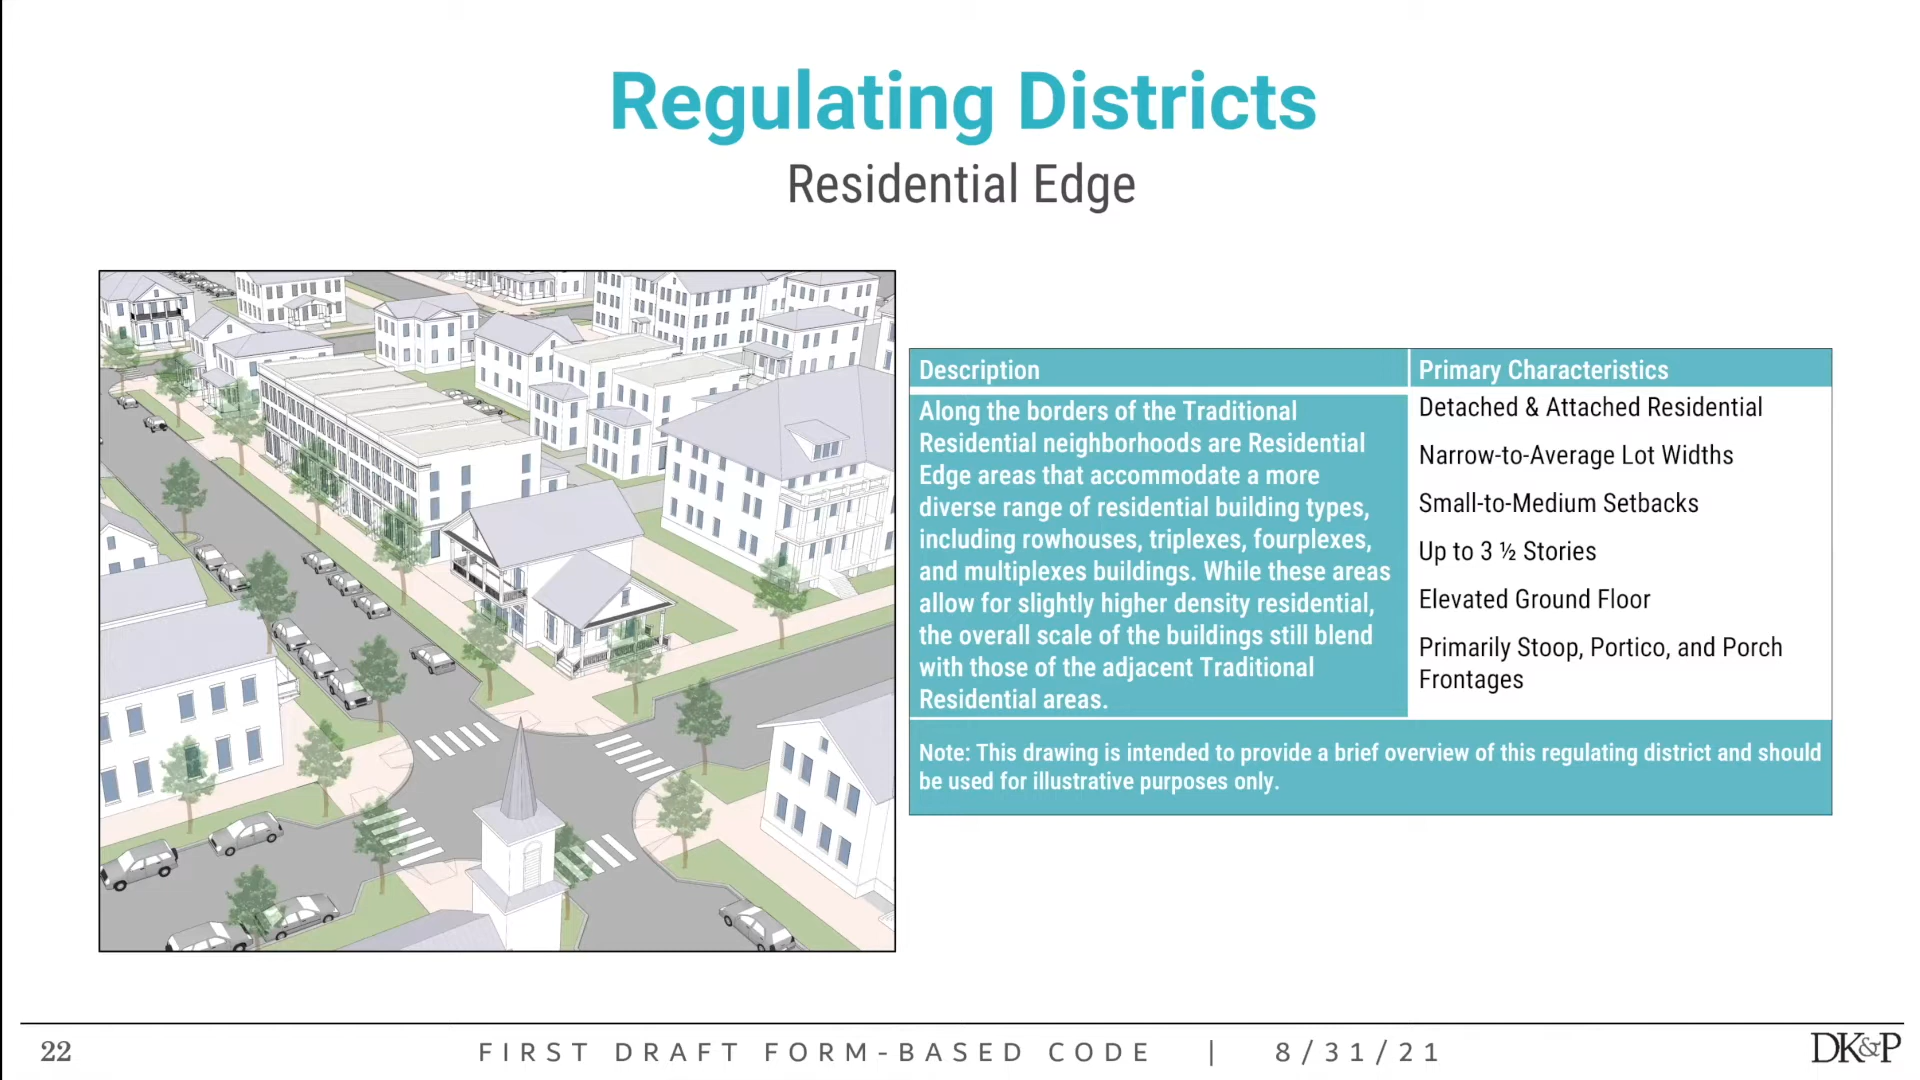 Regulating Districts
Residential Edge
Description
Along the borders of the Traditional
Residential neighborhoods are Residential
Edge areas that accommodate a more
diverse range of residential building types,
including rowhouses, triplexes, fourplexes,
and multiplexes buildings. While these areas
allow for slightly higher density residential,
the overall scale of the buildings still blend
with those of the adjacent Traditional
Residential areas.
Primary Characteristics
Detached & Attached Residential
Narrow-to-Average Lot Widths
Small-to-Medium Setbacks
Up to 3 ½ Stories
Elevated Ground Floor
Primarily Stoop, Portico, and Porch
Frontages
Note: This drawing is intended to provide a brief overview of this regulating district and should
be used for illustrative purposes only.
22
FIRST DRAFT FORM-BASED CODE | 8/31/21
DK&P